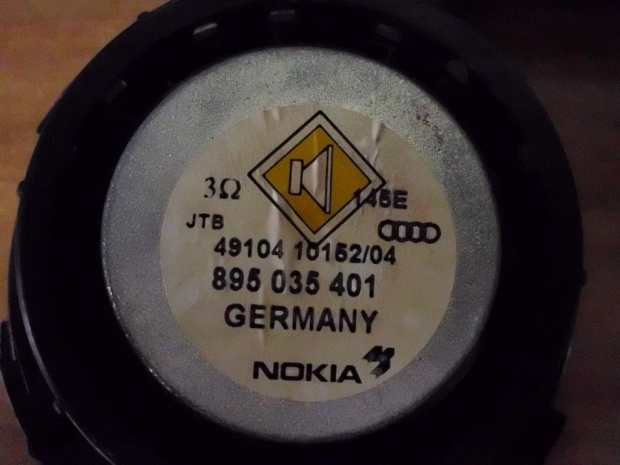 3Ω 145E
JTB
49104 10152/04
895 035 401
GERMANY
NOKIA